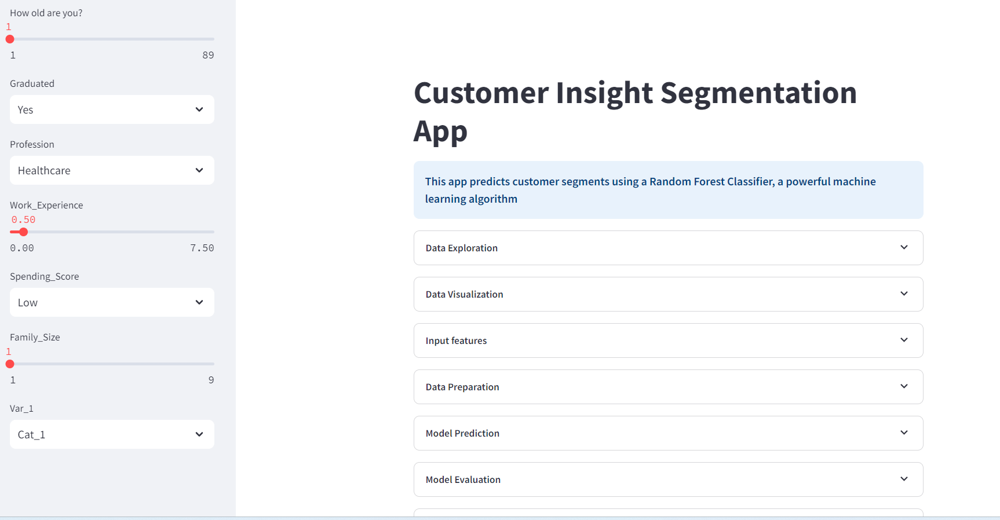 How old are you?
1
1 89
Graduated
Yes
Profession
Healthcare
Work_Experience
0.50
0.00 7.50
Spending_Score
Low
Family_Size
1
1 9
Var_1
Cat_1
Customer Insight Segmentation
App
This app predicts customer segments using a Random Forest Classifier, a powerful machine
learning algorithm
Data Exploration
Data Visualization
Input features
Data Preparation
Model Prediction
Model Evaluation